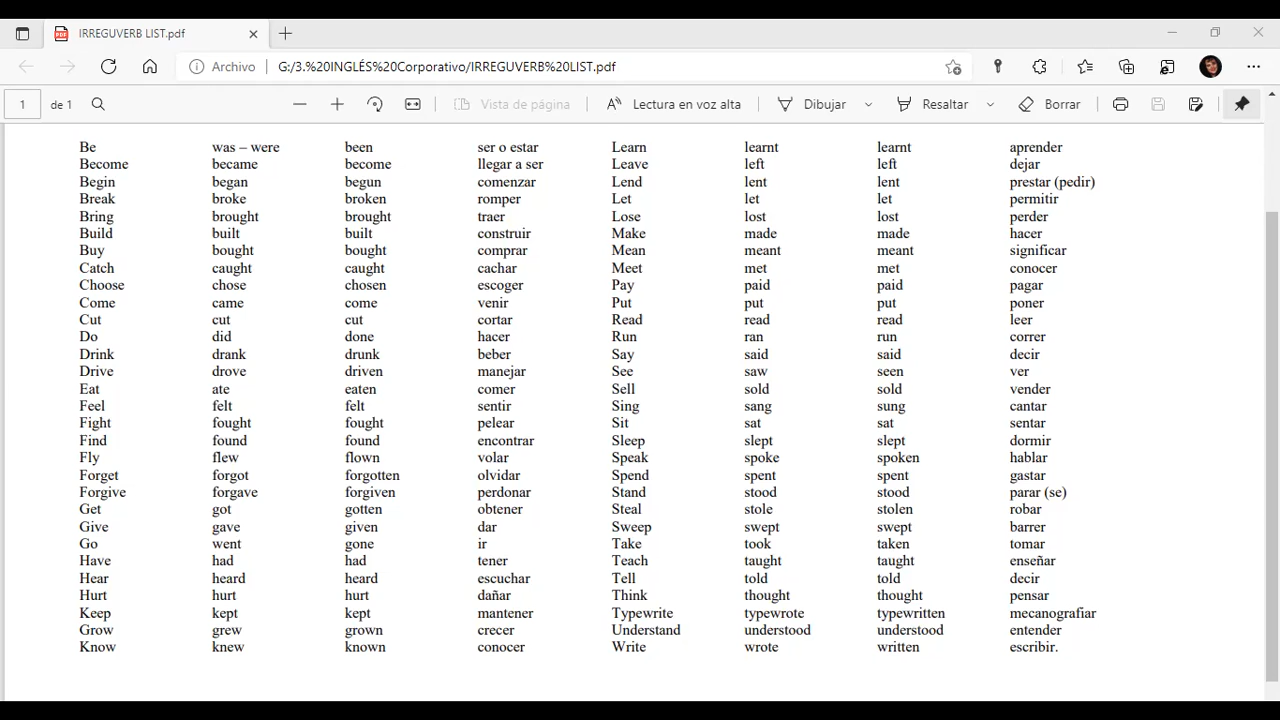 IRREGUVERB LIST.pdf
Archivo G:/3.%20INGLÉS%20Corporativo/IRREGUVERB%20LIST.pdf
1 de 1 Vista de página Lectura en voz alta Dibujar Resaltar Borrar
Be was – were been ser o estar Learn learnt learnt aprender
Become became become llegar a ser Leave left left dejar
Begin began begun comenzar Lend lent lent prestar (pedir)
Break broke broken romper Let let let permitir
Bring brought brought traer Lose lost lost perder
Build built built construir Make made made hacer
Buy bought bought comprar Mean meant meant significar
Catch caught caught cachar Meet met met conocer
Choose chose chosen escoger Pay paid paid pagar
Come came come venir Put put put poner
Cut cut cut cortar Read read read leer
Do did done hacer Run ran run correr
Drink drank drunk beber Say said said decir
Drive drove driven manejar See saw seen ver
Eat ate eaten comer Sell sold sold vender
Feel felt felt sentir Sing sang sung cantar
Fight fought fought pelear Sit sat sat sentar
Find found found encontrar Sleep slept slept dormir
Fly flew flown volar Speak spoke spoken hablar
Forget forgot forgotten olvidar Spend spent spent gastar
Forgive forgave forgiven perdonar Stand stood stood parar (se)
Get got gotten obtener Steal stole stolen robar
Give gave given dar Sweep swept swept barrer
Go went gone ir Take took taken tomar
Have had had tener Teach taught taught enseñar
Hear heard heard escuchar Tell told told decir
Hurt hurt hurt dañar Think thought thought pensar
Keep kept kept mantener Typewrite typewrote typewritten mecanografiar
Grow grew grown crecer Understand understood understood entender
Know knew known conocer Write wrote written escribir.